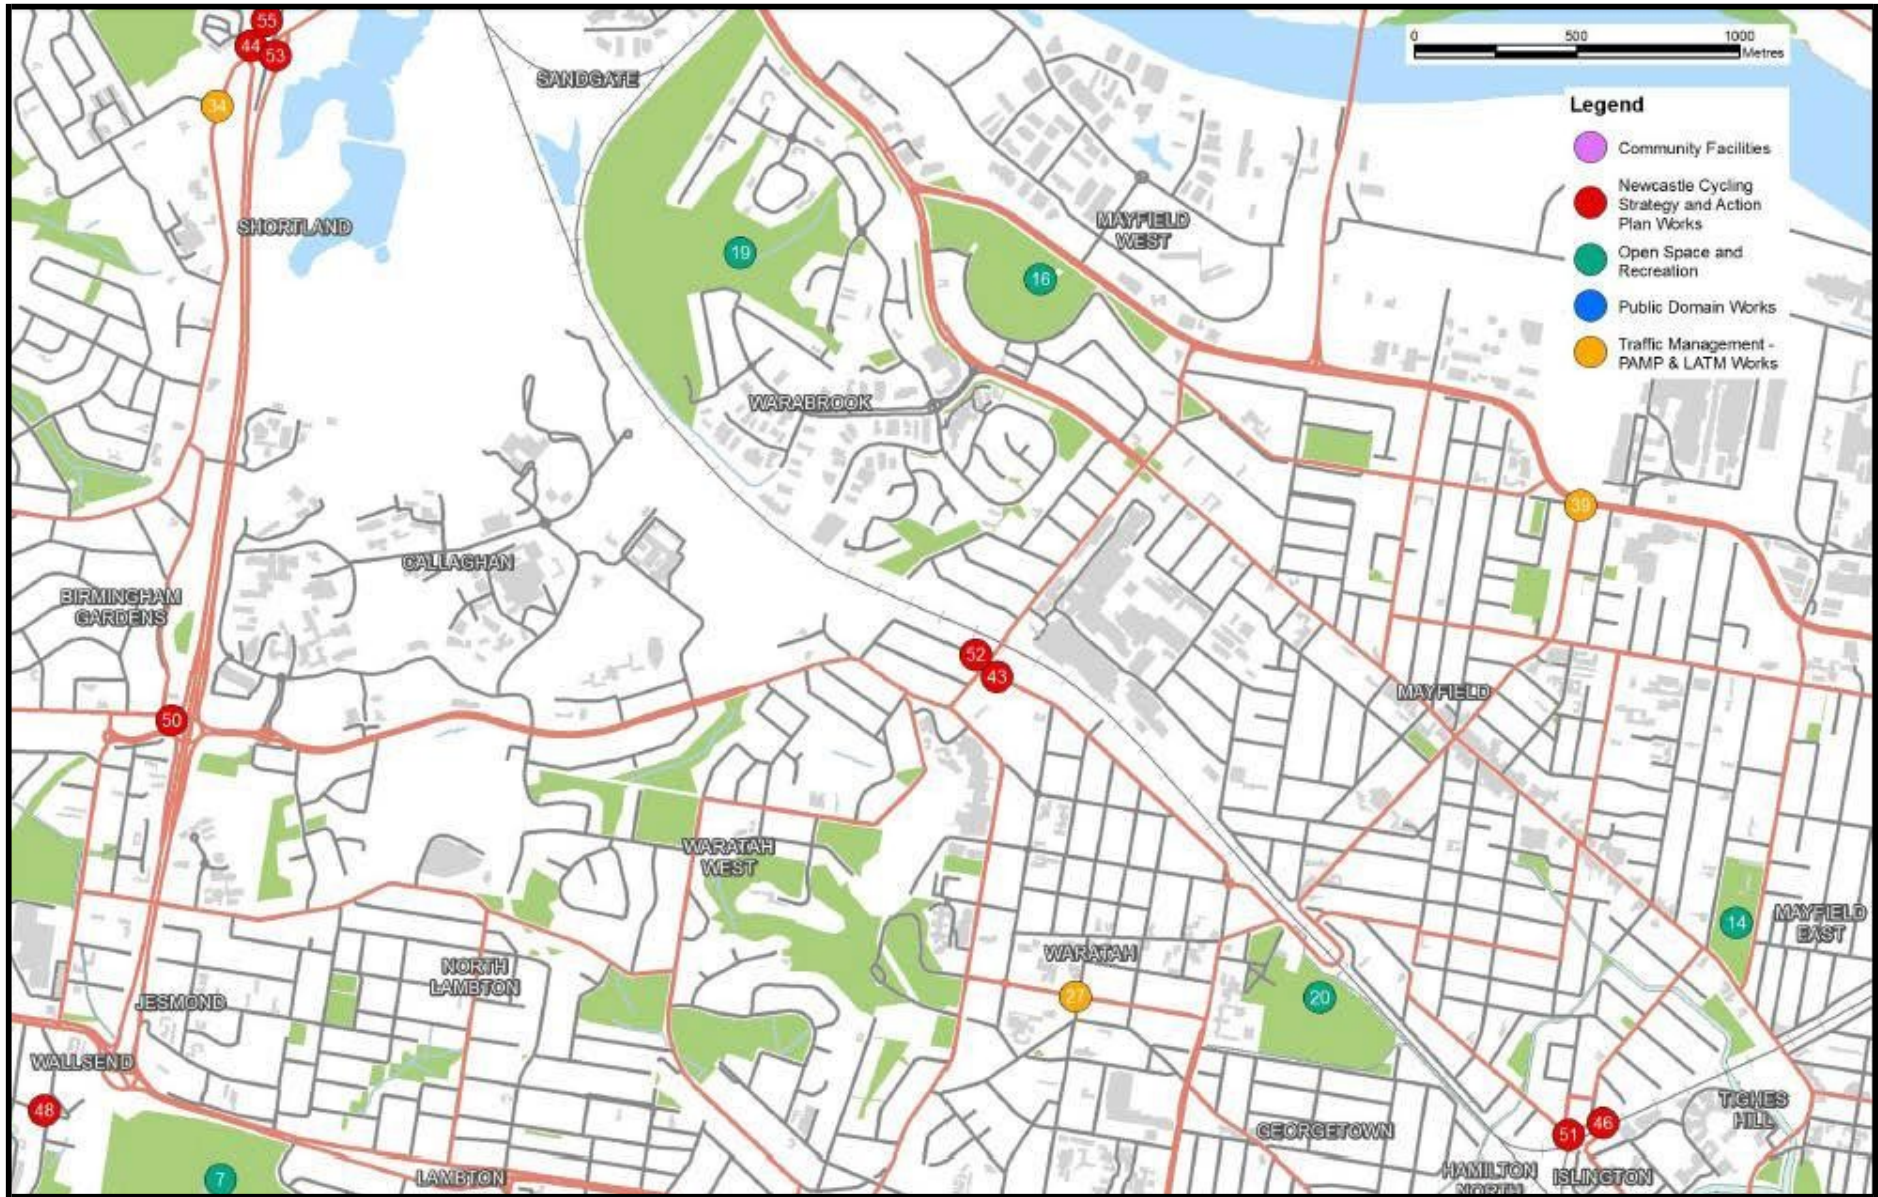 55
44
53
34
SANDGATE
0
500
1000
Metres
Legend
Community Facilities
Newcastle Cycling
Strategy and Action
Plan Works
Open Space and
Recreation
Public Domain Works
Traffic Management -
PAMP & LATM Works
SHORTLAND
19
16
MAYFIELD
WEST
WARABROOK
39
CALLAGHAN
BIRMINGHAM
GARDENS
52
43
50
MAYFIELD
WARATAH
WEST
14
MAYFIELD
EAST
WARATAH
NORTH
LAMBTON
JESMOND
27
20
WALLSEND
48
TIGHES
HILL
GEORGETOWN
51
46
7
LAMBTON
HAMILTON
NORTH
ISLINGTON